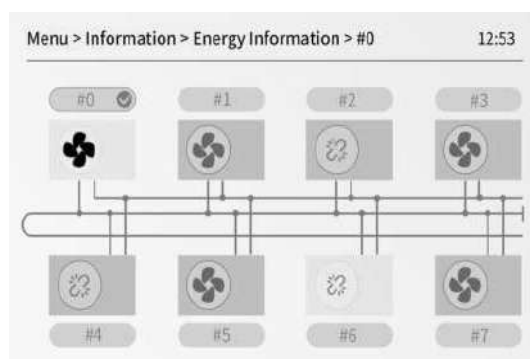 Menu > Information > Energy Information > #0 12:53
#0 #1 #2 #3
#4 #5 #6 #7